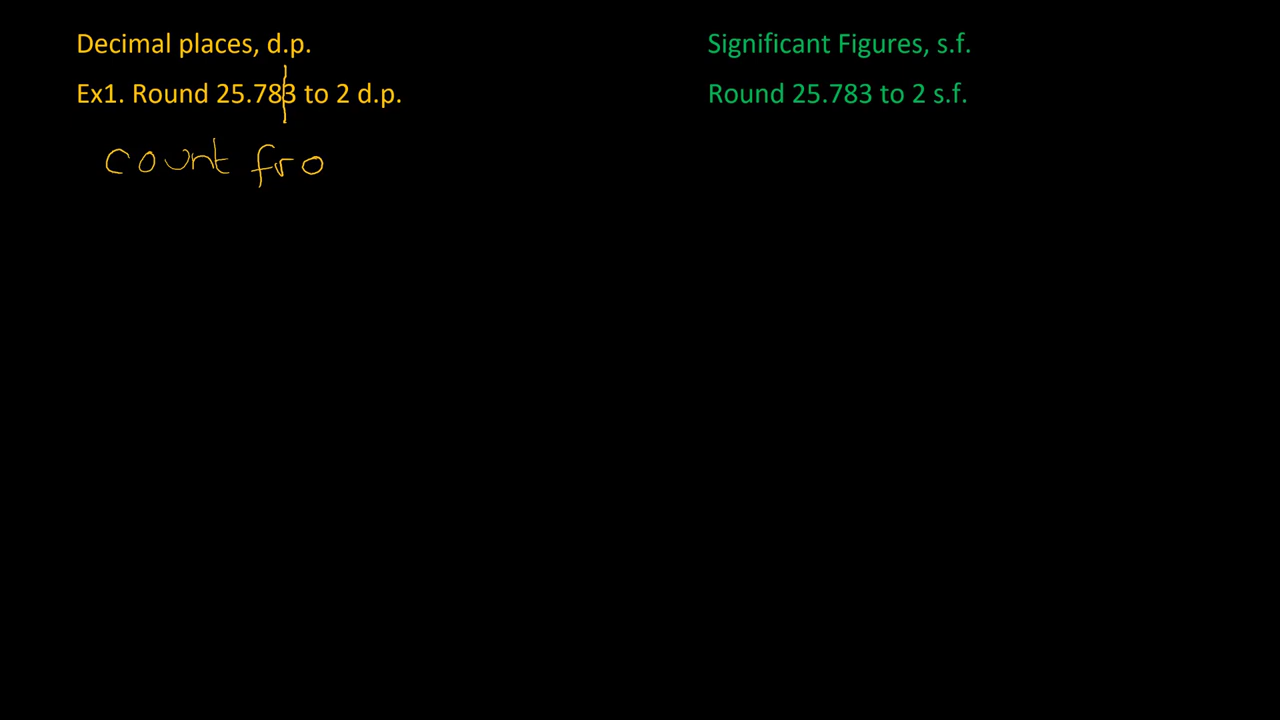 Decimal places, d.p.
Ex1. Round 25.783 to 2 d.p.
count fro
Significant Figures, s.f.
Round 25.783 to 2 s.f.